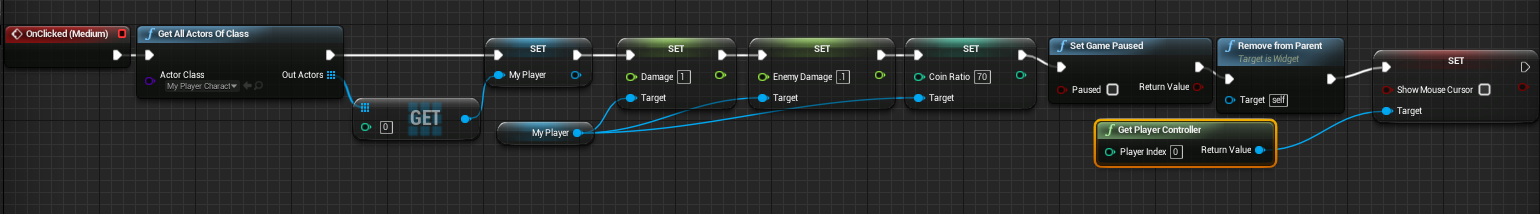 OnClicked (Medium)
Get All Actors Of Class
Actor Class
My Player Charact
Out Actors
0
GET
SET
My Player
My Player
SET
Damage 1
Target
SET
Enemy Damage .1
Target
SET
Coin Ratio 70
Target
Set Game Paused
Paused
Return Value
Remove from Parent
Target is Widget
Target self
Get Player Controller
Player Index 0
Return Value
SET
Show Mouse Cursor
Target